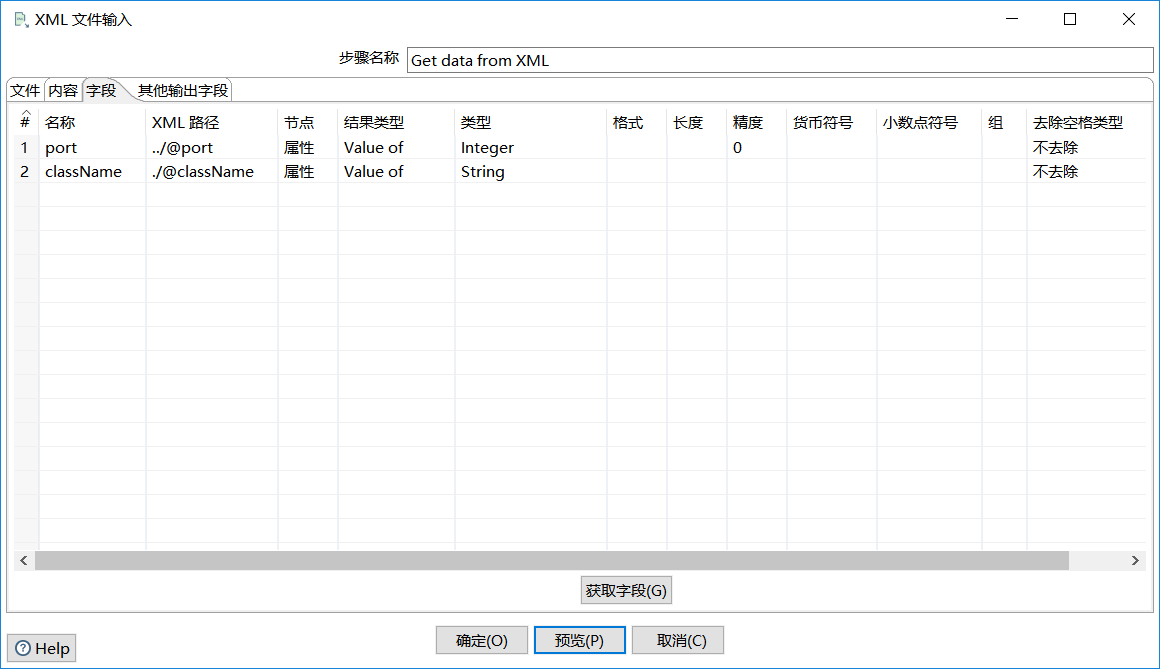 XML 文件输入
步骤名称 Get data from XML
文件 内容 字段 其他输出字段
# 名称 XML 路径 节点 结果类型 类型 格式 长度 精度 货币符号 小数点符号 组 去除空格类型
1 port ../@port 属性 Value of Integer 0 不去除
2 className ./@className 属性 Value of String 不去除
获取字段(G)
确定(O) 预览(P) 取消(C)
Help